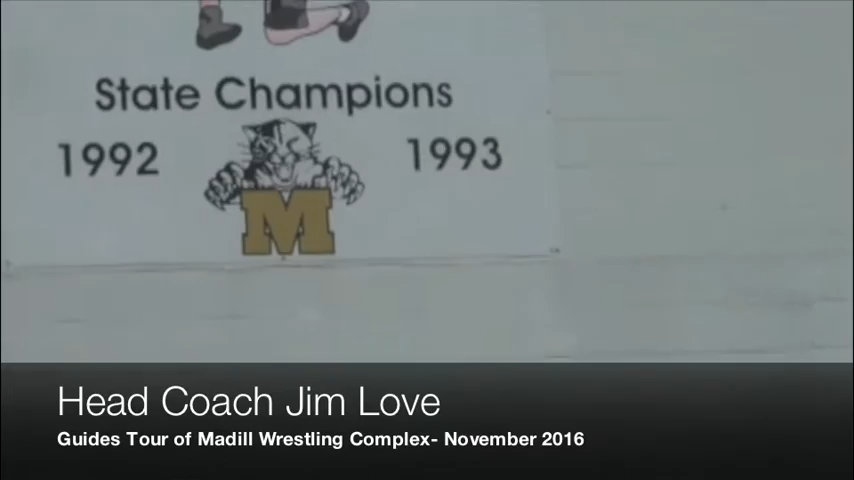 State Champions
1992 1993
M
Head Coach Jim Love
Guides Tour of Madill Wrestling Complex- November 2016